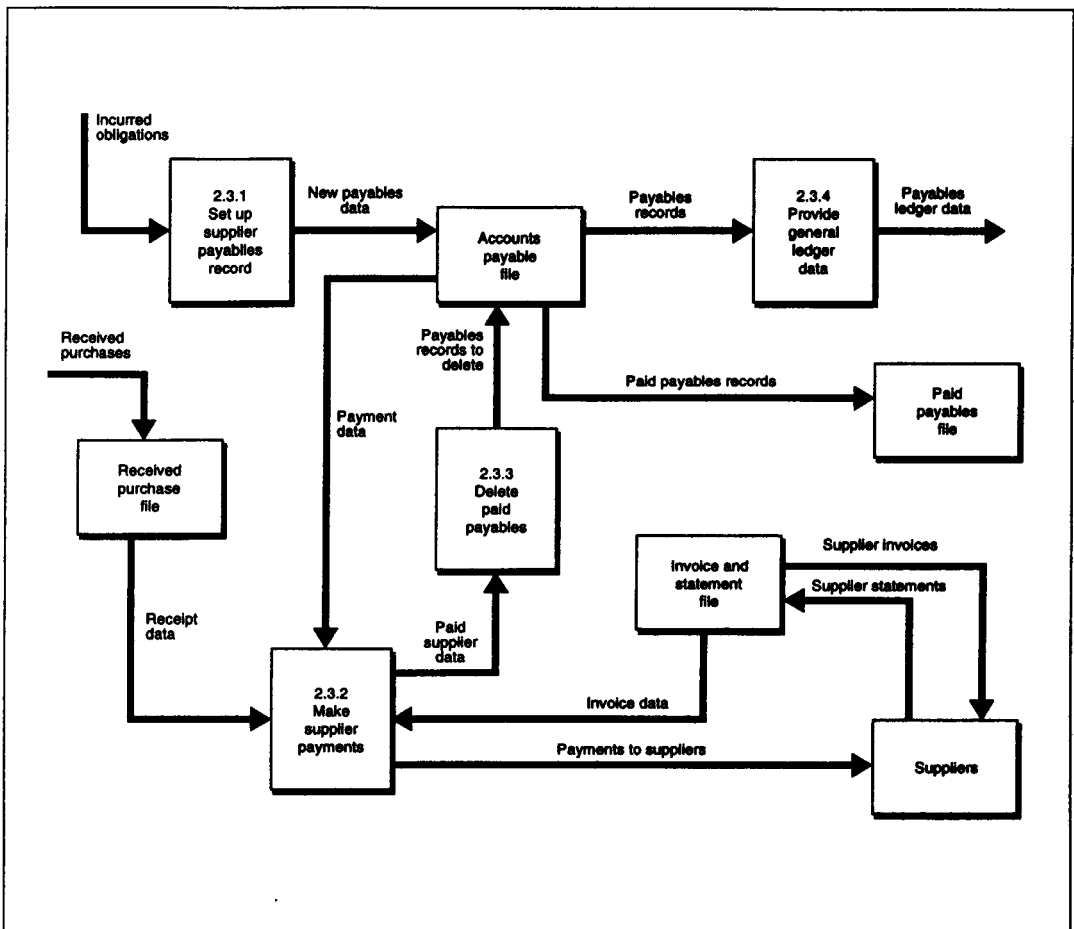 Incurred
obligations
2.3.1
Set up
supplier
payables
record
New payables
data
Accounts
payable
file
Payables
records
2.3.4
Provide
general
ledger
data
Payables
ledger data
Received
purchases
Payables
records to
delete
Paid payables records
Paid
payables
file
Payment
data
Received
purchase
file
2.3.3
Delete
paid
payables
Invoice and
statement
file
Supplier invoices
Supplier statements
Receipt
data
Paid
supplier
data
2.3.2
Make
supplier
payments
Invoice data
Payments to suppliers
Suppliers